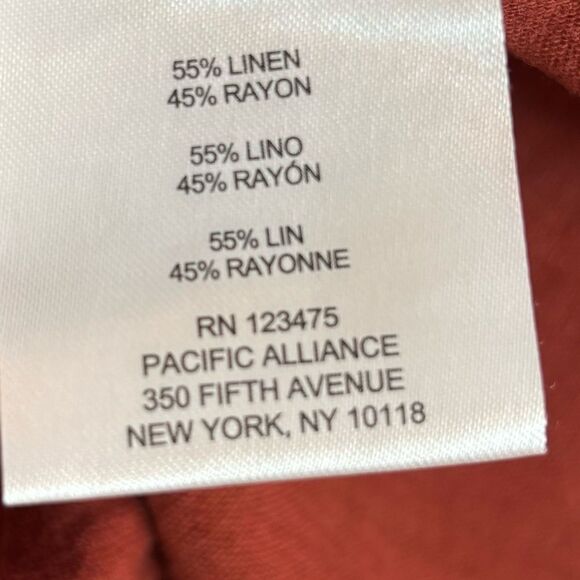 55% LINEN
45% RAYON
55% LINO
45% RAYÓN
55% LIN
45% RAYONNE
RN 123475
PACIFIC ALLIANCE
350 FIFTH AVENUE
NEW YORK, NY 10118